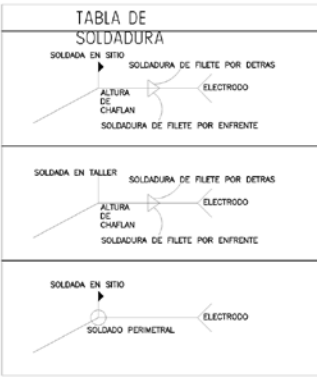 TABLA DE
SOLDADURA
SOLDADA EN SITIO
SOLDADURA DE FILETE POR DETRAS
ELECTRODO
ALTURA
DE
CHAFLAN
SOLDADURA DE FILETE POR ENFRENTE
SOLDADA EN TALLER
SOLDADURA DE FILETE POR DETRAS
ELECTRODO
ALTURA
DE
CHAFLAN
SOLDADURA DE FILETE POR ENFRENTE
SOLDADA EN SITIO
ELECTRODO
SOLDADO PERIMETRAL